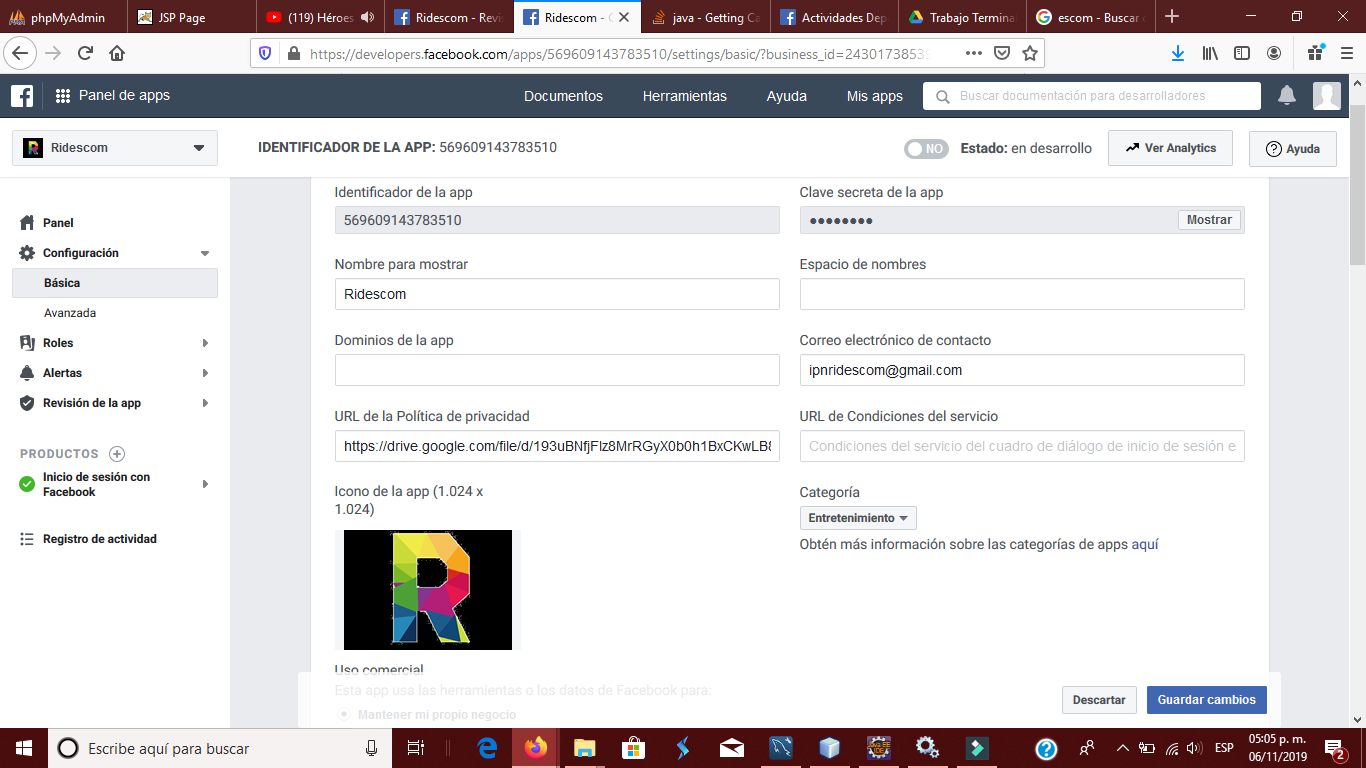 phpMyAdmin
JSP Page
(119) Héroes
Ridescom - Revi
Ridescom - C
java - Getting Ca
Actividades Dep
Trabajo Termina
escom - Buscar c
https://developers.facebook.com/apps/569609143783510/settings/basic/?business_id=2430173853
Panel de apps
Documentos
Herramientas
Ayuda
Mis apps
Buscar documentación para desarrolladores
Ridescom
IDENTIFICADOR DE LA APP: 569609143783510
NO
Estado: en desarrollo
Ver Analytics
Ayuda
Panel
Configuración
Básica
Avanzada
Roles
Alertas
Revisión de la app
PRODUCTOS
Inicio de sesión con
Facebook
Registro de actividad
Identificador de la app
569609143783510
Clave secreta de la app
●●●●●●●●
Mostrar
Nombre para mostrar
Ridescom
Espacio de nombres
Dominios de la app
Correo electrónico de contacto
ipnridescom@gmail.com
URL de la Política de privacidad
https://drive.google.com/file/d/193uBNfjFlz8MrRGyX0b0h1BxCKwLB
URL de Condiciones del servicio
Condiciones del servicio del cuadro de diálogo de inicio de sesión e
Icono de la app (1.024 x
1.024)
R
Categoría
Entretenimiento
Obtén más información sobre las categorías de apps aquí
Uso comercial
Esta app usa las herramientas o los datos de Facebook para:
Mantener mi propio negocio
Descartar
Guardar cambios
Escribe aquí para buscar
ESP
05:05 p. m.
06/11/2019
2